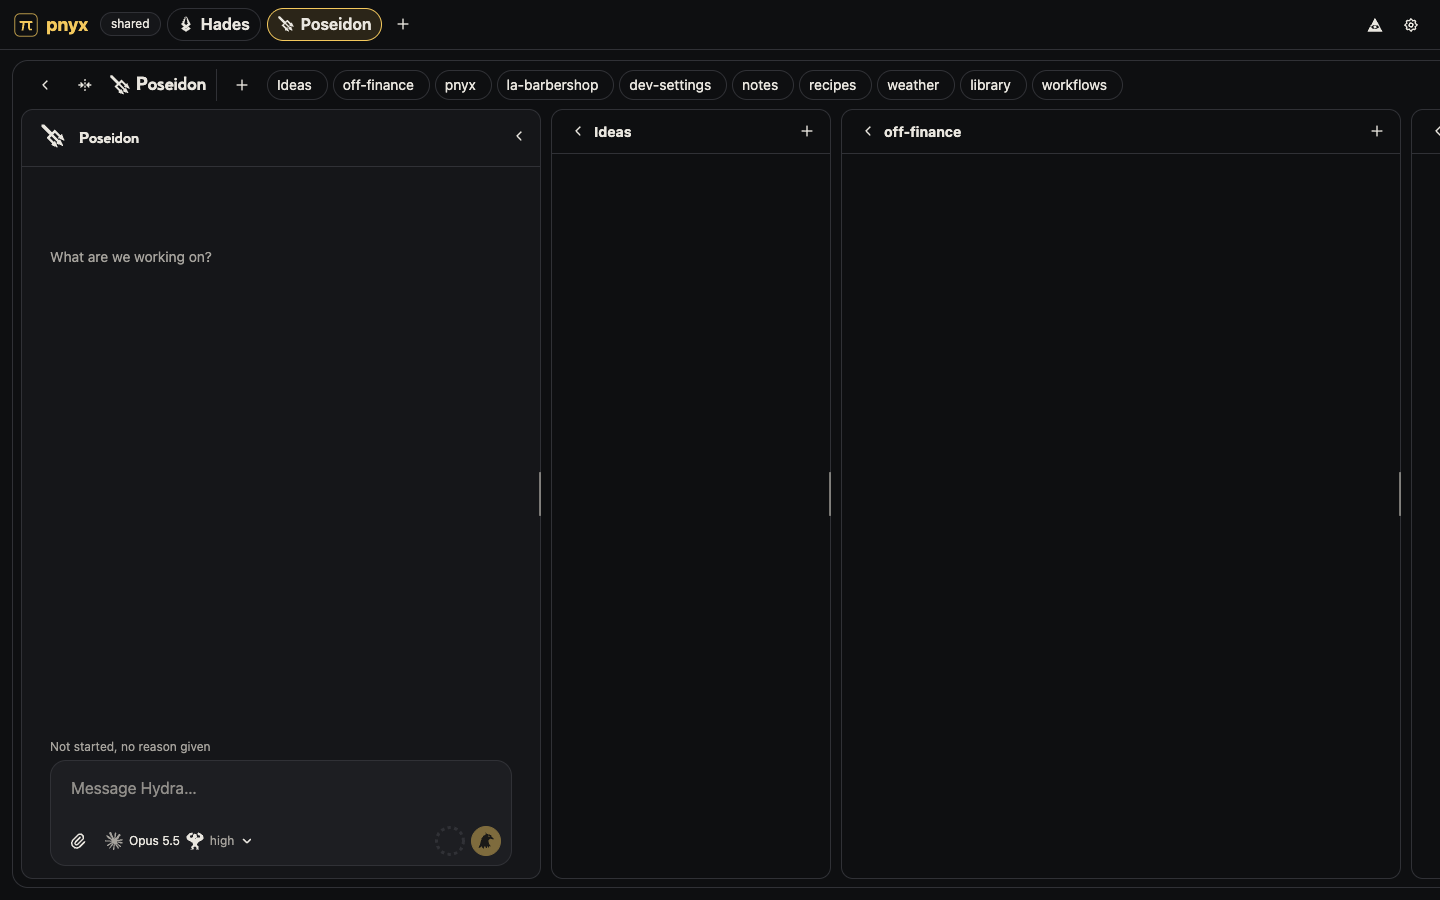 π pnyx shared Hades Poseidon
Poseidon Ideas off-finance pnyx la-barbershop dev-settings notes recipes weather library workflows
Poseidon
Ideas
off-finance
What are we working on?
Not started, no reason given
Message Hydra...
Opus 5.5 high